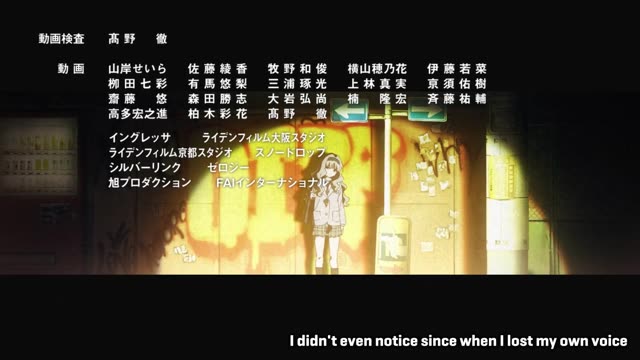 動画検査 髙野 徹
動画 山岸せいら 佐藤綾香 牧野和俊 横山穂乃花 伊藤若菜
栁田七彩 有馬悠梨 三浦琢光 上林真実 京須佑樹
齋藤 悠 森田勝志 大岩弘尚 楠 隆宏 斉藤祐輔
高多宏之進 柏木彩花 髙野 徹
イングレッサ ライデンフィルム大阪スタジオ
ライデンフィルム京都スタジオ スノードロップ
シルバーリンク ゼロシー
旭プロダクション FAIインターナショナル
I didn't even notice since when I lost my own voice